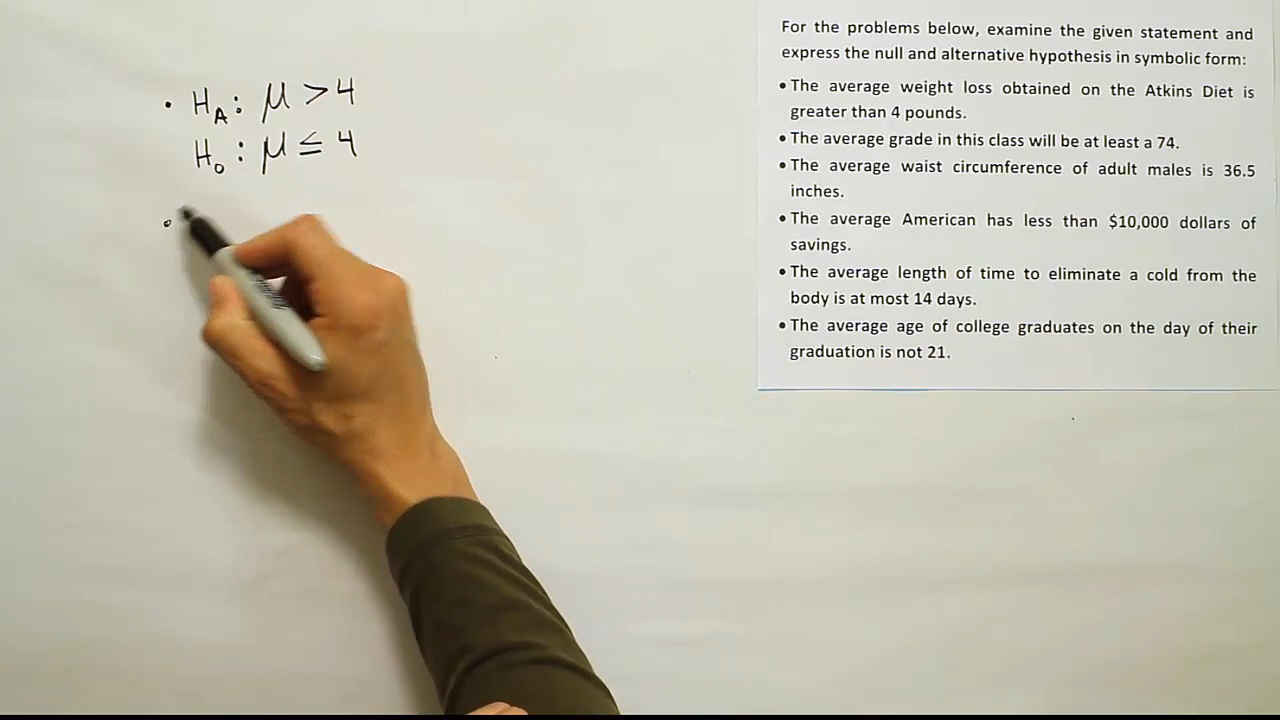 • H_A: μ > 4
H_0: μ ≤ 4
•
For the problems below, examine the given statement and
express the null and alternative hypothesis in symbolic form:
• The average weight loss obtained on the Atkins Diet is
greater than 4 pounds.
• The average grade in this class will be at least a 74.
• The average waist circumference of adult males is 36.5
inches.
• The average American has less than $10,000 dollars of
savings.
• The average length of time to eliminate a cold from the
body is at most 14 days.
• The average age of college graduates on the day of their
graduation is not 21.